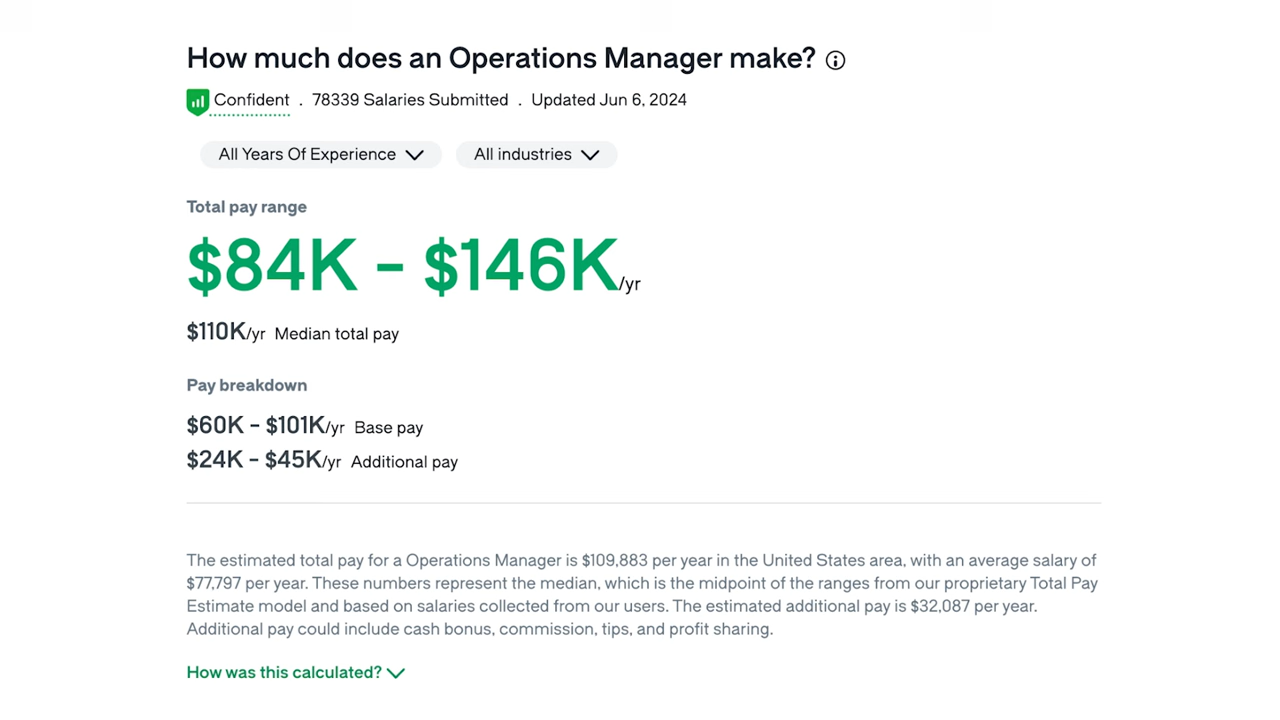 How much does an Operations Manager make?
Confident . 78339 Salaries Submitted . Updated Jun 6, 2024
All Years Of Experience All industries
Total pay range
$84K - $146K/yr
$110K/yr Median total pay
Pay breakdown
$60K - $101K/yr Base pay
$24K - $45K/yr Additional pay
The estimated total pay for a Operations Manager is $109,883 per year in the United States area, with an average salary of
$77,797 per year. These numbers represent the median, which is the midpoint of the ranges from our proprietary Total Pay
Estimate model and based on salaries collected from our users. The estimated additional pay is $32,087 per year.
Additional pay could include cash bonus, commission, tips, and profit sharing.
How was this calculated?